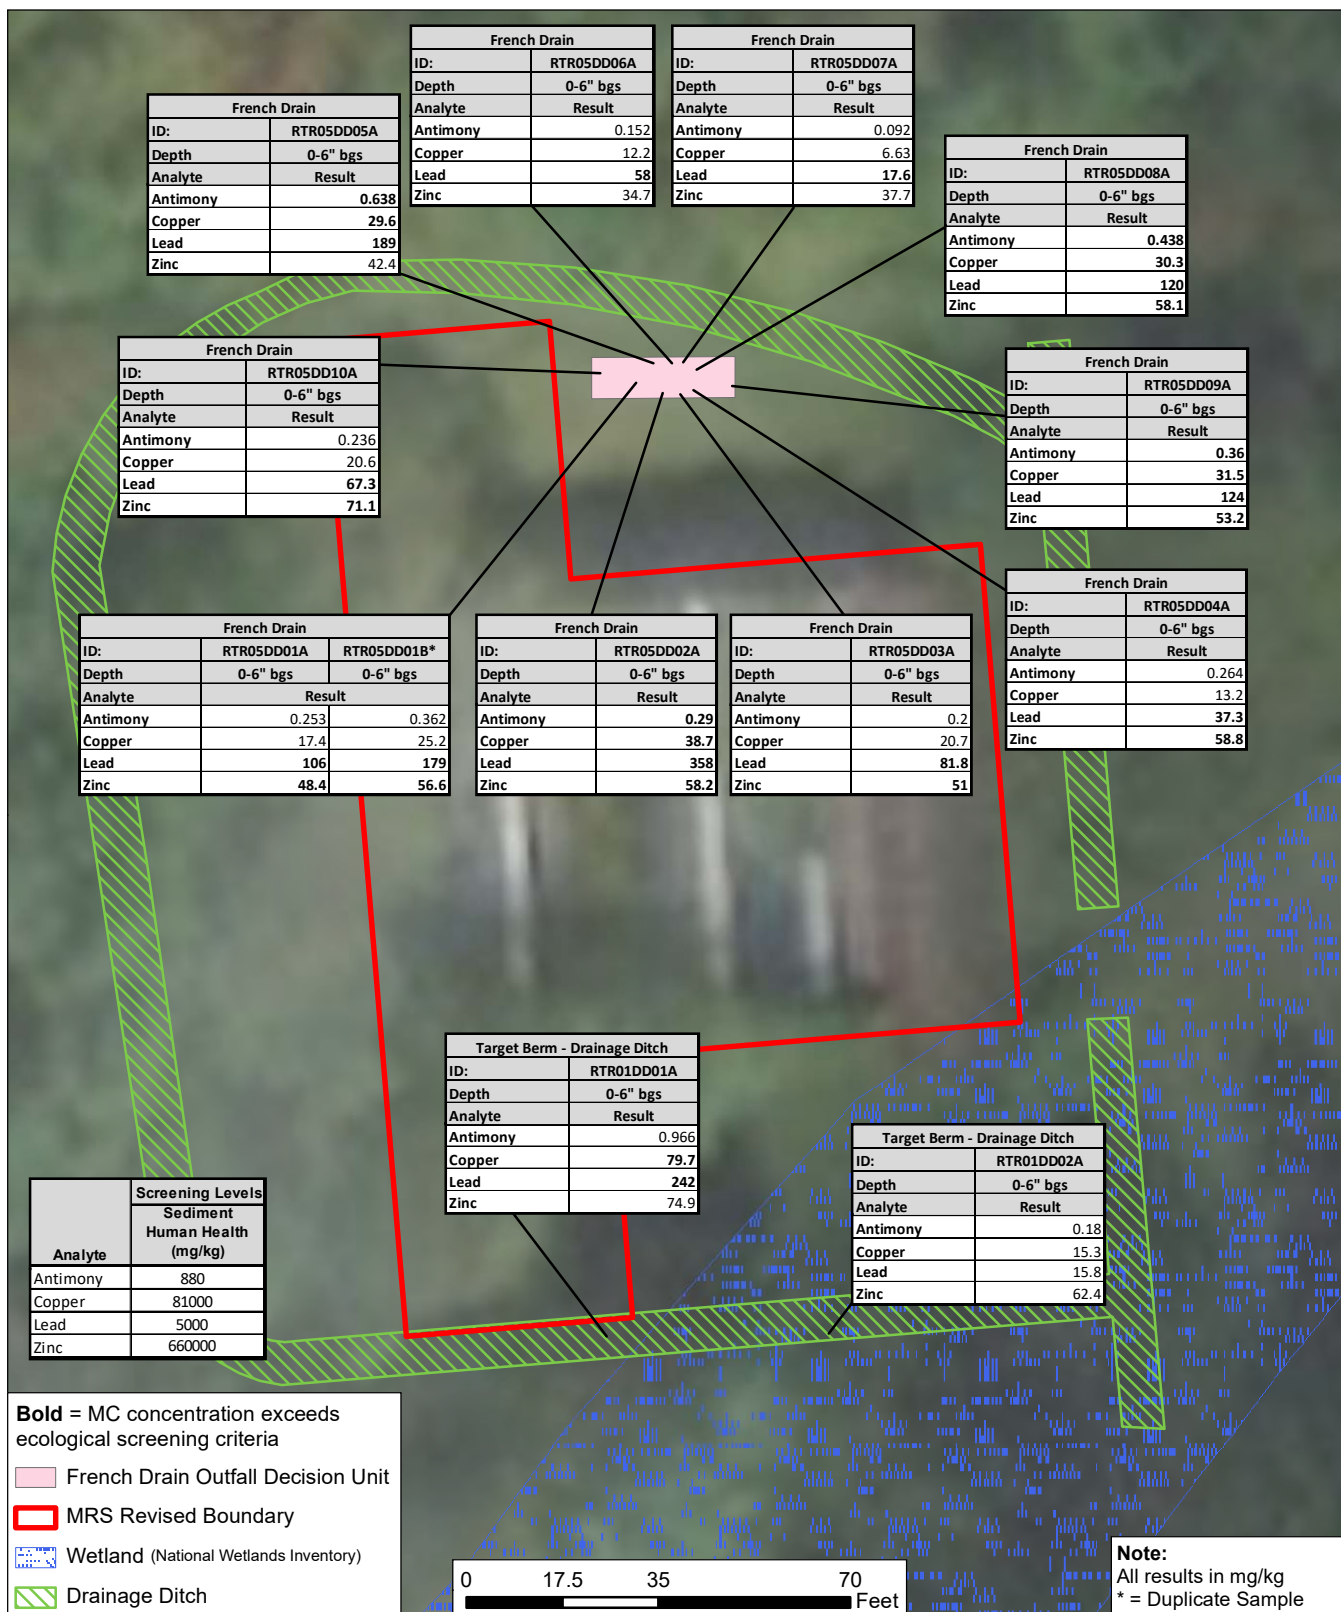 French Drain
ID: RTR05DD06A
Depth 0-6" bgs
Analyte Result
Antimony 0.152
Copper 12.2
Lead 58
Zinc 34.7
French Drain
ID: RTR05DD07A
Depth 0-6" bgs
Analyte Result
Antimony 0.092
Copper 6.63
Lead 17.6
Zinc 37.7
French Drain
ID: RTR05DD05A
Depth 0-6" bgs
Analyte Result
Antimony 0.638
Copper 29.6
Lead 189
Zinc 42.4
French Drain
ID: RTR05DD08A
Depth 0-6" bgs
Analyte Result
Antimony 0.438
Copper 30.3
Lead 120
Zinc 58.1
French Drain
ID: RTR05DD10A
Depth 0-6" bgs
Analyte Result
Antimony 0.236
Copper 20.6
Lead 67.3
Zinc 71.1
French Drain
ID: RTR05DD09A
Depth 0-6" bgs
Analyte Result
Antimony 0.36
Copper 31.5
Lead 124
Zinc 53.2
French Drain
ID: RTR05DD04A
Depth 0-6" bgs
Analyte Result
Antimony 0.264
Copper 13.2
Lead 37.3
Zinc 58.8
French Drain
ID: RTR05DD01A RTR05DD01B*
Depth 0-6" bgs 0-6" bgs
Analyte Result
Antimony 0.253 0.362
Copper 17.4 25.2
Lead 106 179
Zinc 48.4 56.6
French Drain
ID: RTR05DD02A
Depth 0-6" bgs
Analyte Result
Antimony 0.29
Copper 38.7
Lead 358
Zinc 58.2
French Drain
ID: RTR05DD03A
Depth 0-6" bgs
Analyte Result
Antimony 0.2
Copper 20.7
Lead 81.8
Zinc 51
Target Berm - Drainage Ditch
ID: RTR01DD01A
Depth 0-6" bgs
Analyte Result
Antimony 0.966
Copper 79.7
Lead 242
Zinc 74.9
Target Berm - Drainage Ditch
ID: RTR01DD02A
Depth 0-6" bgs
Analyte Result
Antimony 0.18
Copper 15.3
Lead 15.8
Zinc 62.4
Screening Levels
Sediment
Human Health
Analyte (mg/kg)
Antimony 880
Copper 81000
Lead 5000
Zinc 660000
Bold = MC concentration exceeds
ecological screening criteria
French Drain Outfall Decision Unit
MRS Revised Boundary
Wetland (National Wetlands Inventory)
Drainage Ditch
0 17.5 35 70
Feet
Note:
All results in mg/kg
* = Duplicate Sample